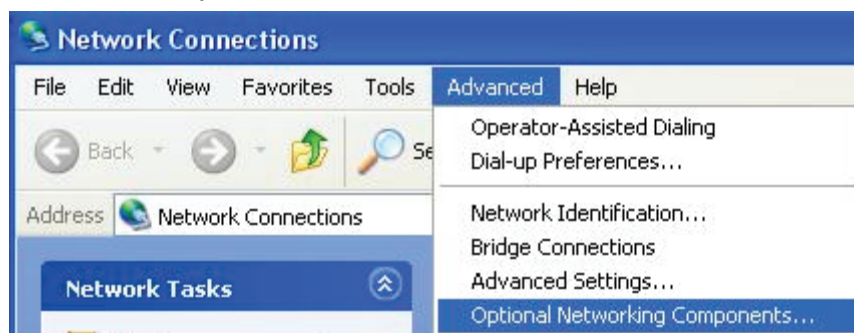 Network Connections
File Edit View Favorites Tools Advanced Help
Back
Address Network Connections
Network Tasks
Operator-Assisted Dialing
Dial-up Preferences...
Network Identification...
Bridge Connections
Advanced Settings...
Optional Networking Components...